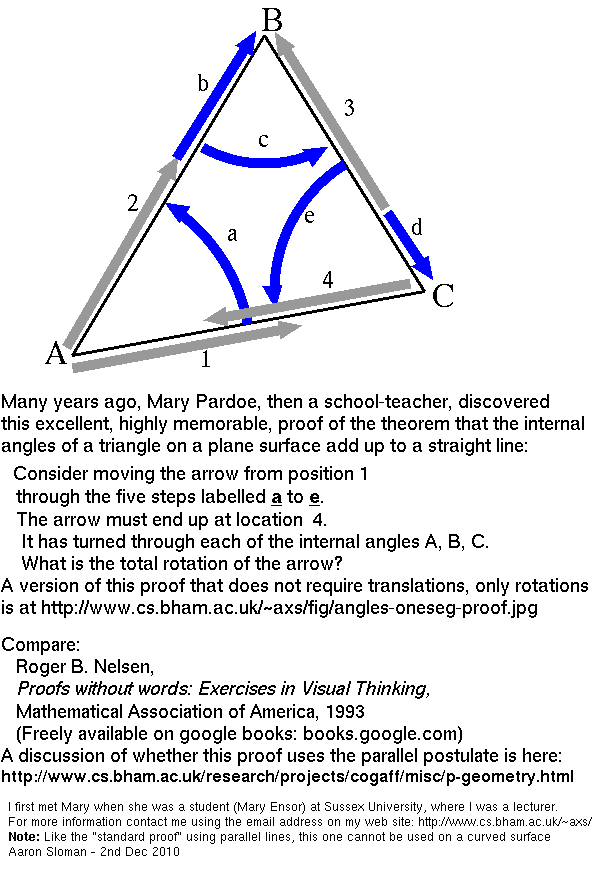 B
b
3
c
2
a
e
d
4
C
A
1
Many years ago, Mary Pardoe, then a school-teacher, discovered
this excellent, highly memorable, proof of the theorem that the internal
angles of a triangle on a plane surface add up to a straight line:
Consider moving the arrow from position 1
through the five steps labelled a to e.
The arrow must end up at location 4.
It has turned through each of the internal angles A, B, C.
What is the total rotation of the arrow?
A version of this proof that does not require translations, only rotations
is at http://www.cs.bham.ac.uk/~axs/fig/angles-oneseg-proof.jpg
Compare:
Roger B. Nelsen,
Proofs without words: Exercises in Visual Thinking,
Mathematical Association of America, 1993
(Freely available on google books: books.google.com)
A discussion of whether this proof uses the parallel postulate is here:
http://www.cs.bham.ac.uk/research/projects/cogaff/misc/p-geometry.html
I first met Mary when she was a student (Mary Ensor) at Sussex University, where I was a lecturer.
For more information contact me using the email address on my web site: http://www.cs.bham.ac.uk/~axs/
Note: Like the "standard proof" using parallel lines, this one cannot be used on a curved surface
Aaron Sloman - 2nd Dec 2010